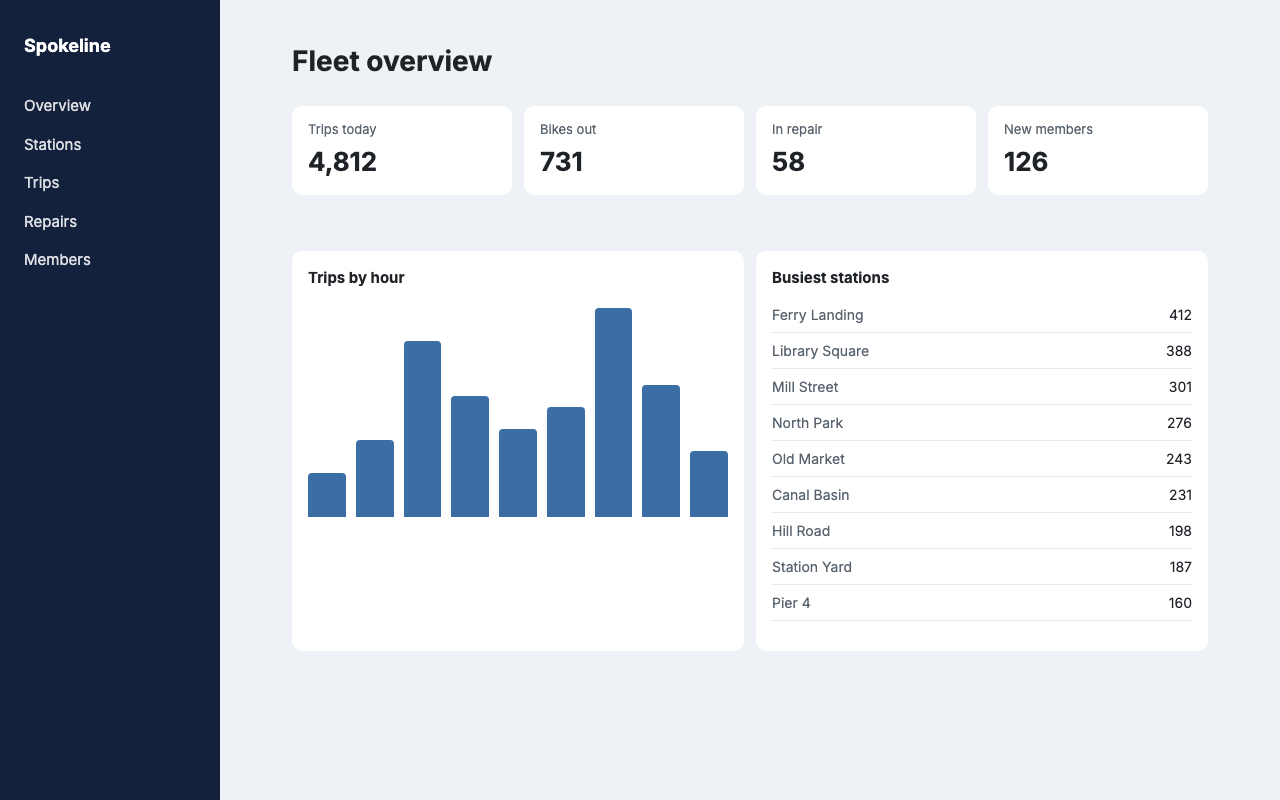 Spokeline
Overview
Stations
Trips
Repairs
Members
Fleet overview
Trips today
4,812
Bikes out
731
In repair
58
New members
126
Trips by hour
Busiest stations
Ferry Landing 412
Library Square 388
Mill Street 301
North Park 276
Old Market 243
Canal Basin 231
Hill Road 198
Station Yard 187
Pier 4 160